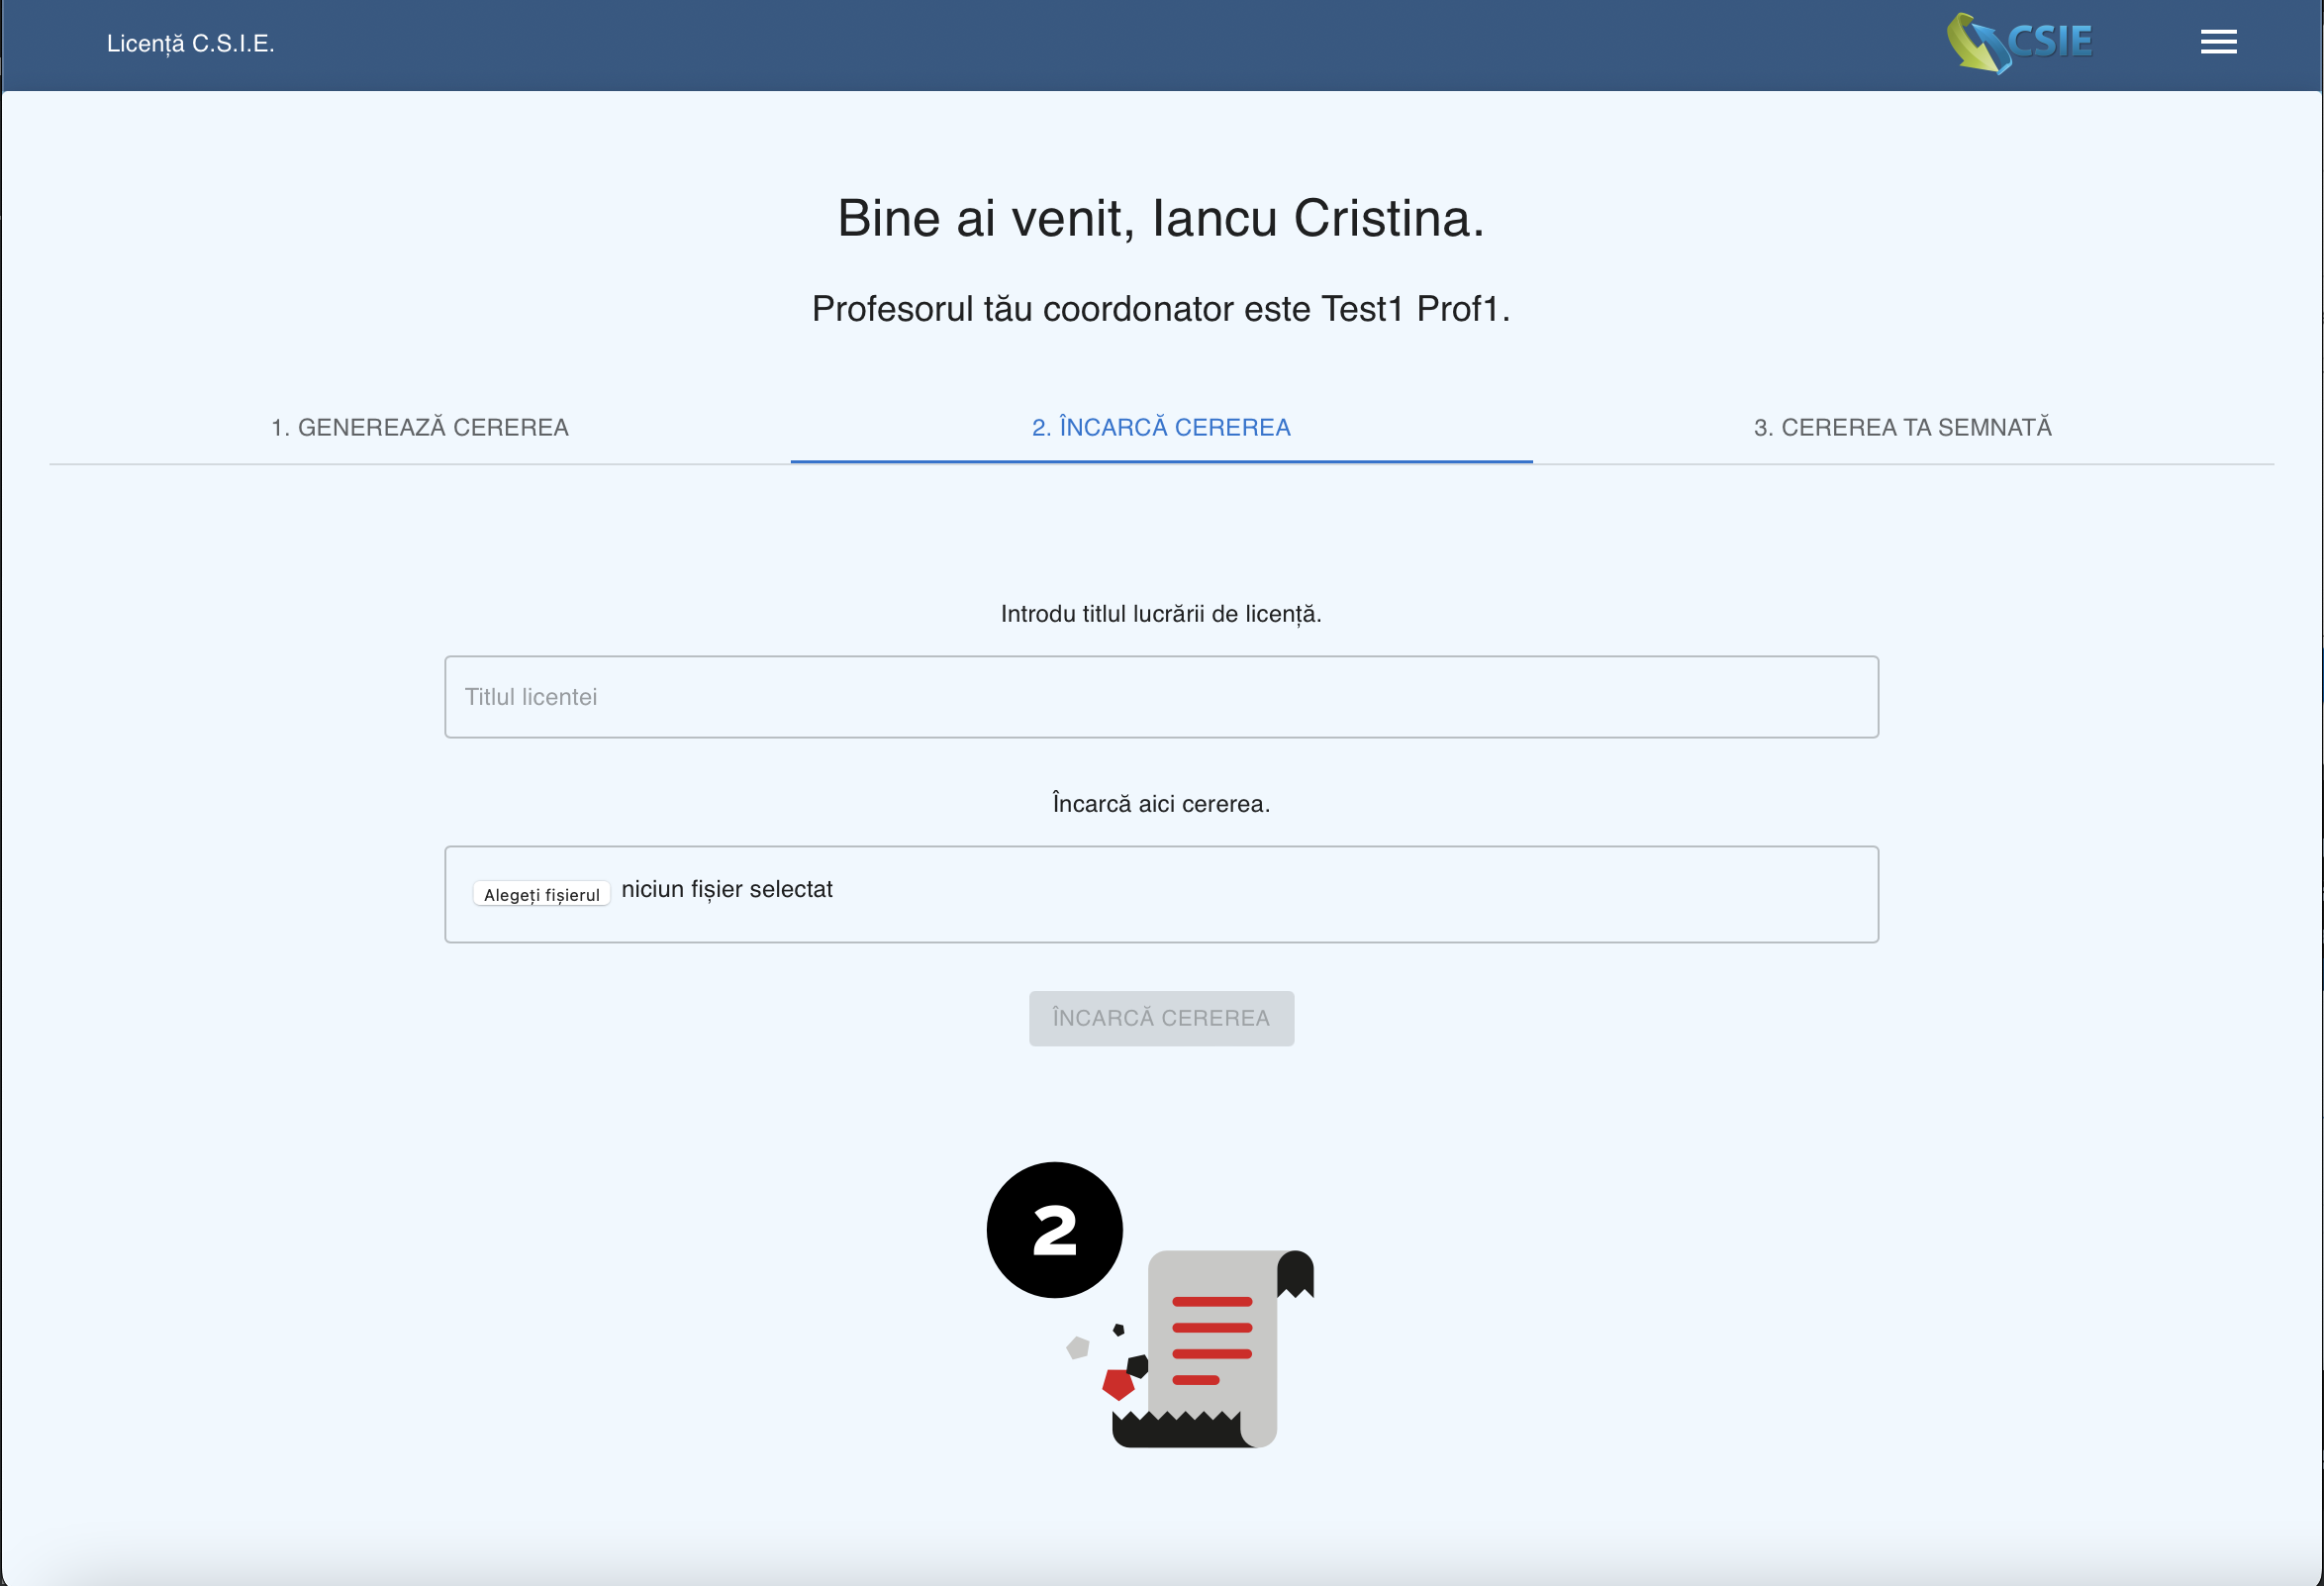 Licență C.S.I.E.
CSIE
Bine ai venit, Iancu Cristina.
Profesorul tău coordonator este Test1 Prof1.
1. GENEREAZĂ CEREREA
2. ÎNCARCĂ CEREREA
3. CEREREA TA SEMNATĂ
Introdu titlul lucrării de licență.
Titlul licentei
Încarcă aici cererea.
Alegeți fișierul niciun fișier selectat
ÎNCARCĂ CEREREA
2